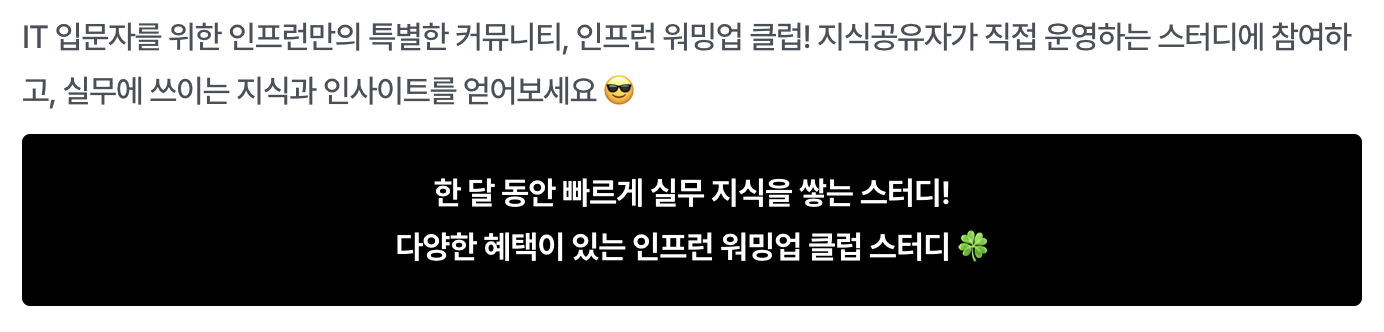 IT 입문자를 위한 인프런만의 특별한 커뮤니티, 인프런 워밍업 클럽! 지식공유자가 직접 운영하는 스터디에 참여하
고, 실무에 쓰이는 지식과 인사이트를 얻어보세요 😎
한 달 동안 빠르게 실무 지식을 쌓는 스터디!
다양한 혜택이 있는 인프런 워밍업 클럽 스터디 🍀